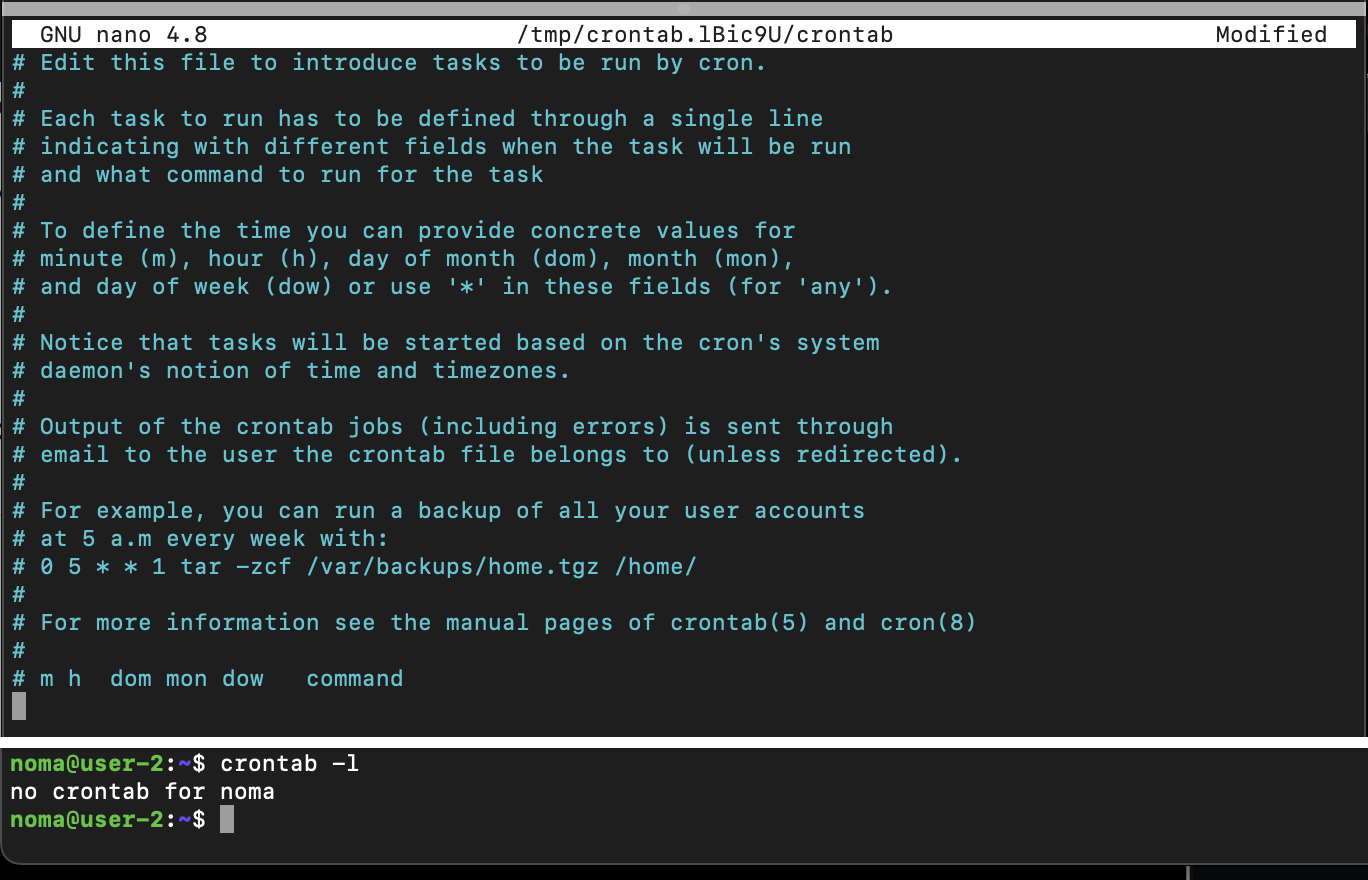 GNU nano 4.8 /tmp/crontab.lBic9U/crontab Modified
# Edit this file to introduce tasks to be run by cron.
#
# Each task to run has to be defined through a single line
# indicating with different fields when the task will be run
# and what command to run for the task
#
# To define the time you can provide concrete values for
# minute (m), hour (h), day of month (dom), month (mon),
# and day of week (dow) or use '*' in these fields (for 'any').
#
# Notice that tasks will be started based on the cron's system
# daemon's notion of time and timezones.
#
# Output of the crontab jobs (including errors) is sent through
# email to the user the crontab file belongs to (unless redirected).
#
# For example, you can run a backup of all your user accounts
# at 5 a.m every week with:
# 0 5 * * 1 tar -zcf /var/backups/home.tgz /home/
#
# For more information see the manual pages of crontab(5) and cron(8)
#
# m h  dom mon dow   command
noma@user-2:~$ crontab -l
no crontab for noma
noma@user-2:~$